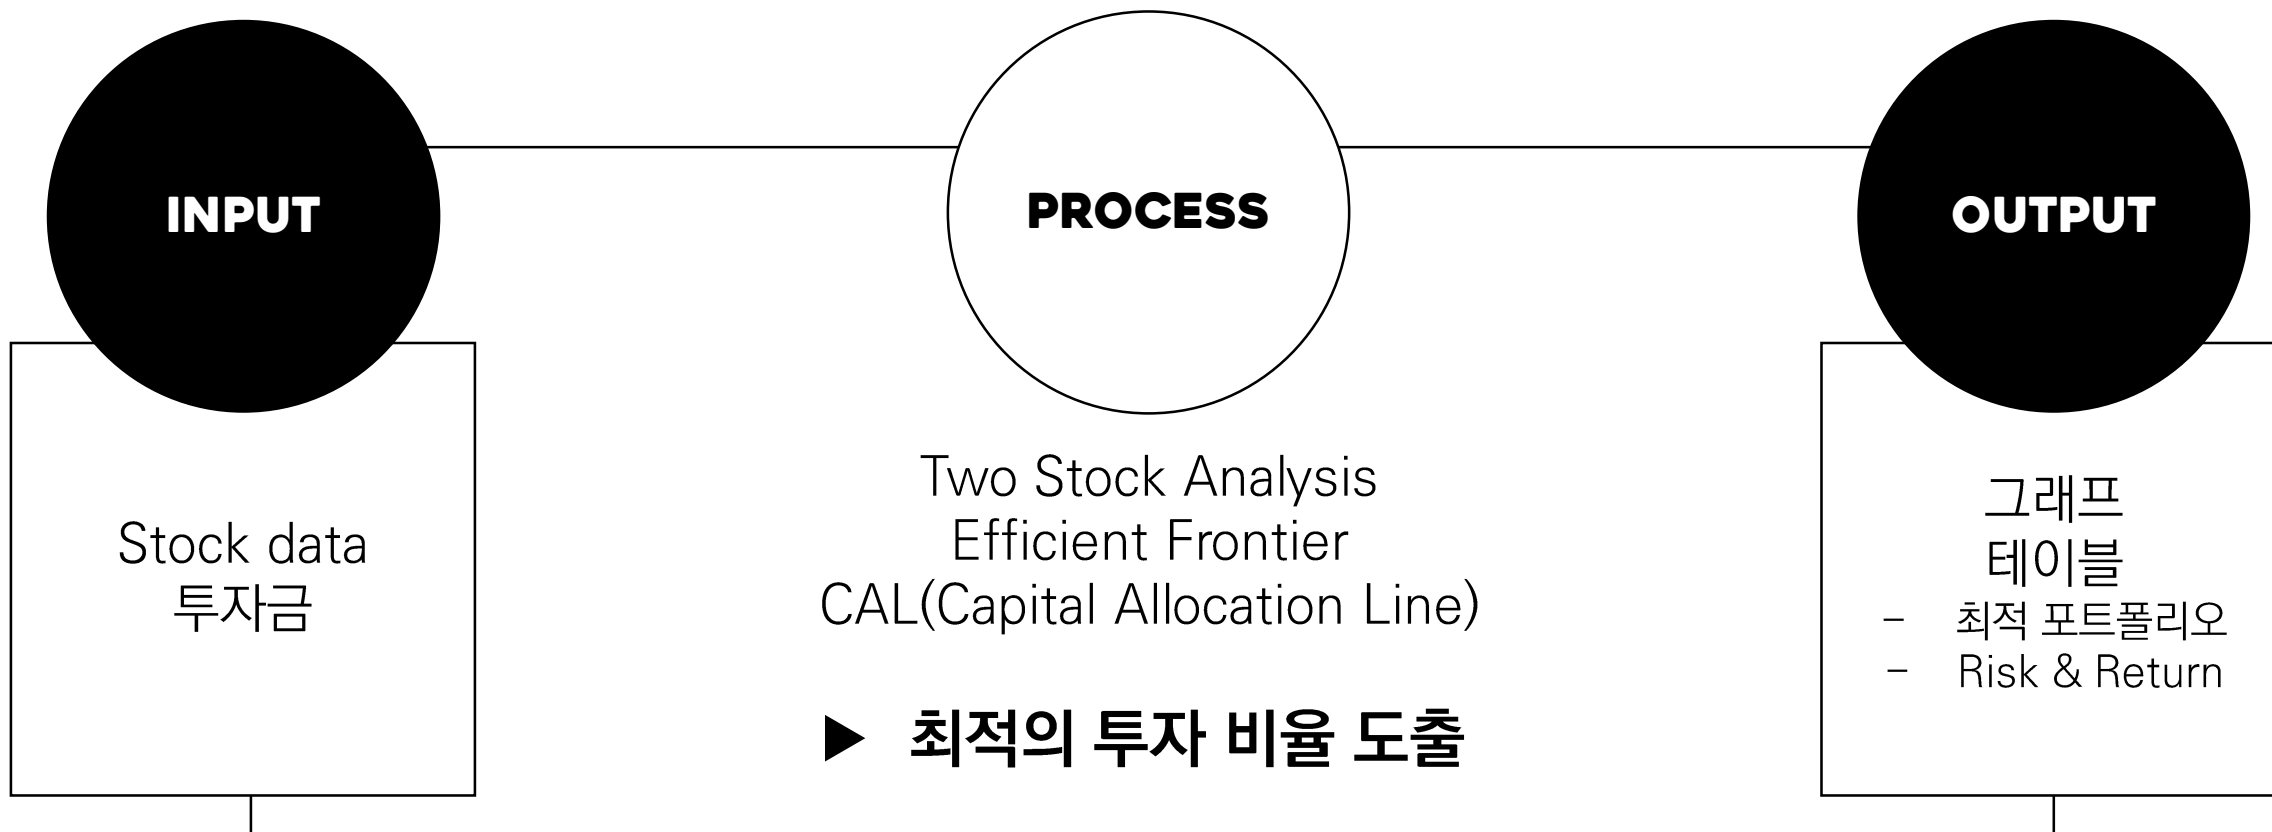 INPUT
Stock data
투자금
PROCESS
Two Stock Analysis
Efficient Frontier
CAL(Capital Allocation Line)
▶ 최적의 투자 비율 도출
OUTPUT
그래프
테이블
- 최적 포트폴리오
- Risk & Return